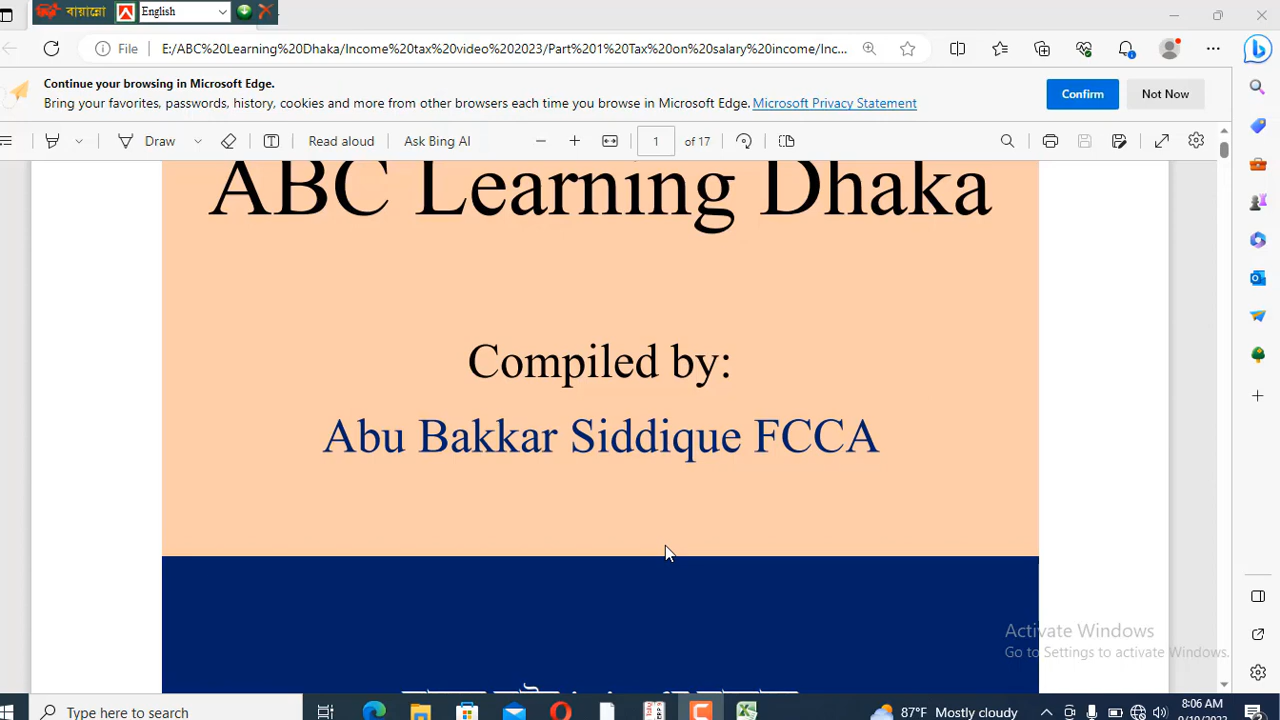 বায়ান্নো English
File E:/ABC%20Learning%20Dhaka/Income%20tax%20video%202023/Part%201%20Tax%20on%20salary%20income/Inc...
Continue your browsing in Microsoft Edge.
Bring your favorites, passwords, history, cookies and more from other browsers each time you browse in Microsoft Edge. Microsoft Privacy Statement
Confirm Not Now
Draw Read aloud Ask Bing AI 1 of 17
ABC Learning Dhaka
Compiled by:
Abu Bakkar Siddique FCCA
Activate Windows
Go to Settings to activate Windows.
Type here to search
87°F Mostly cloudy
8:06 AM